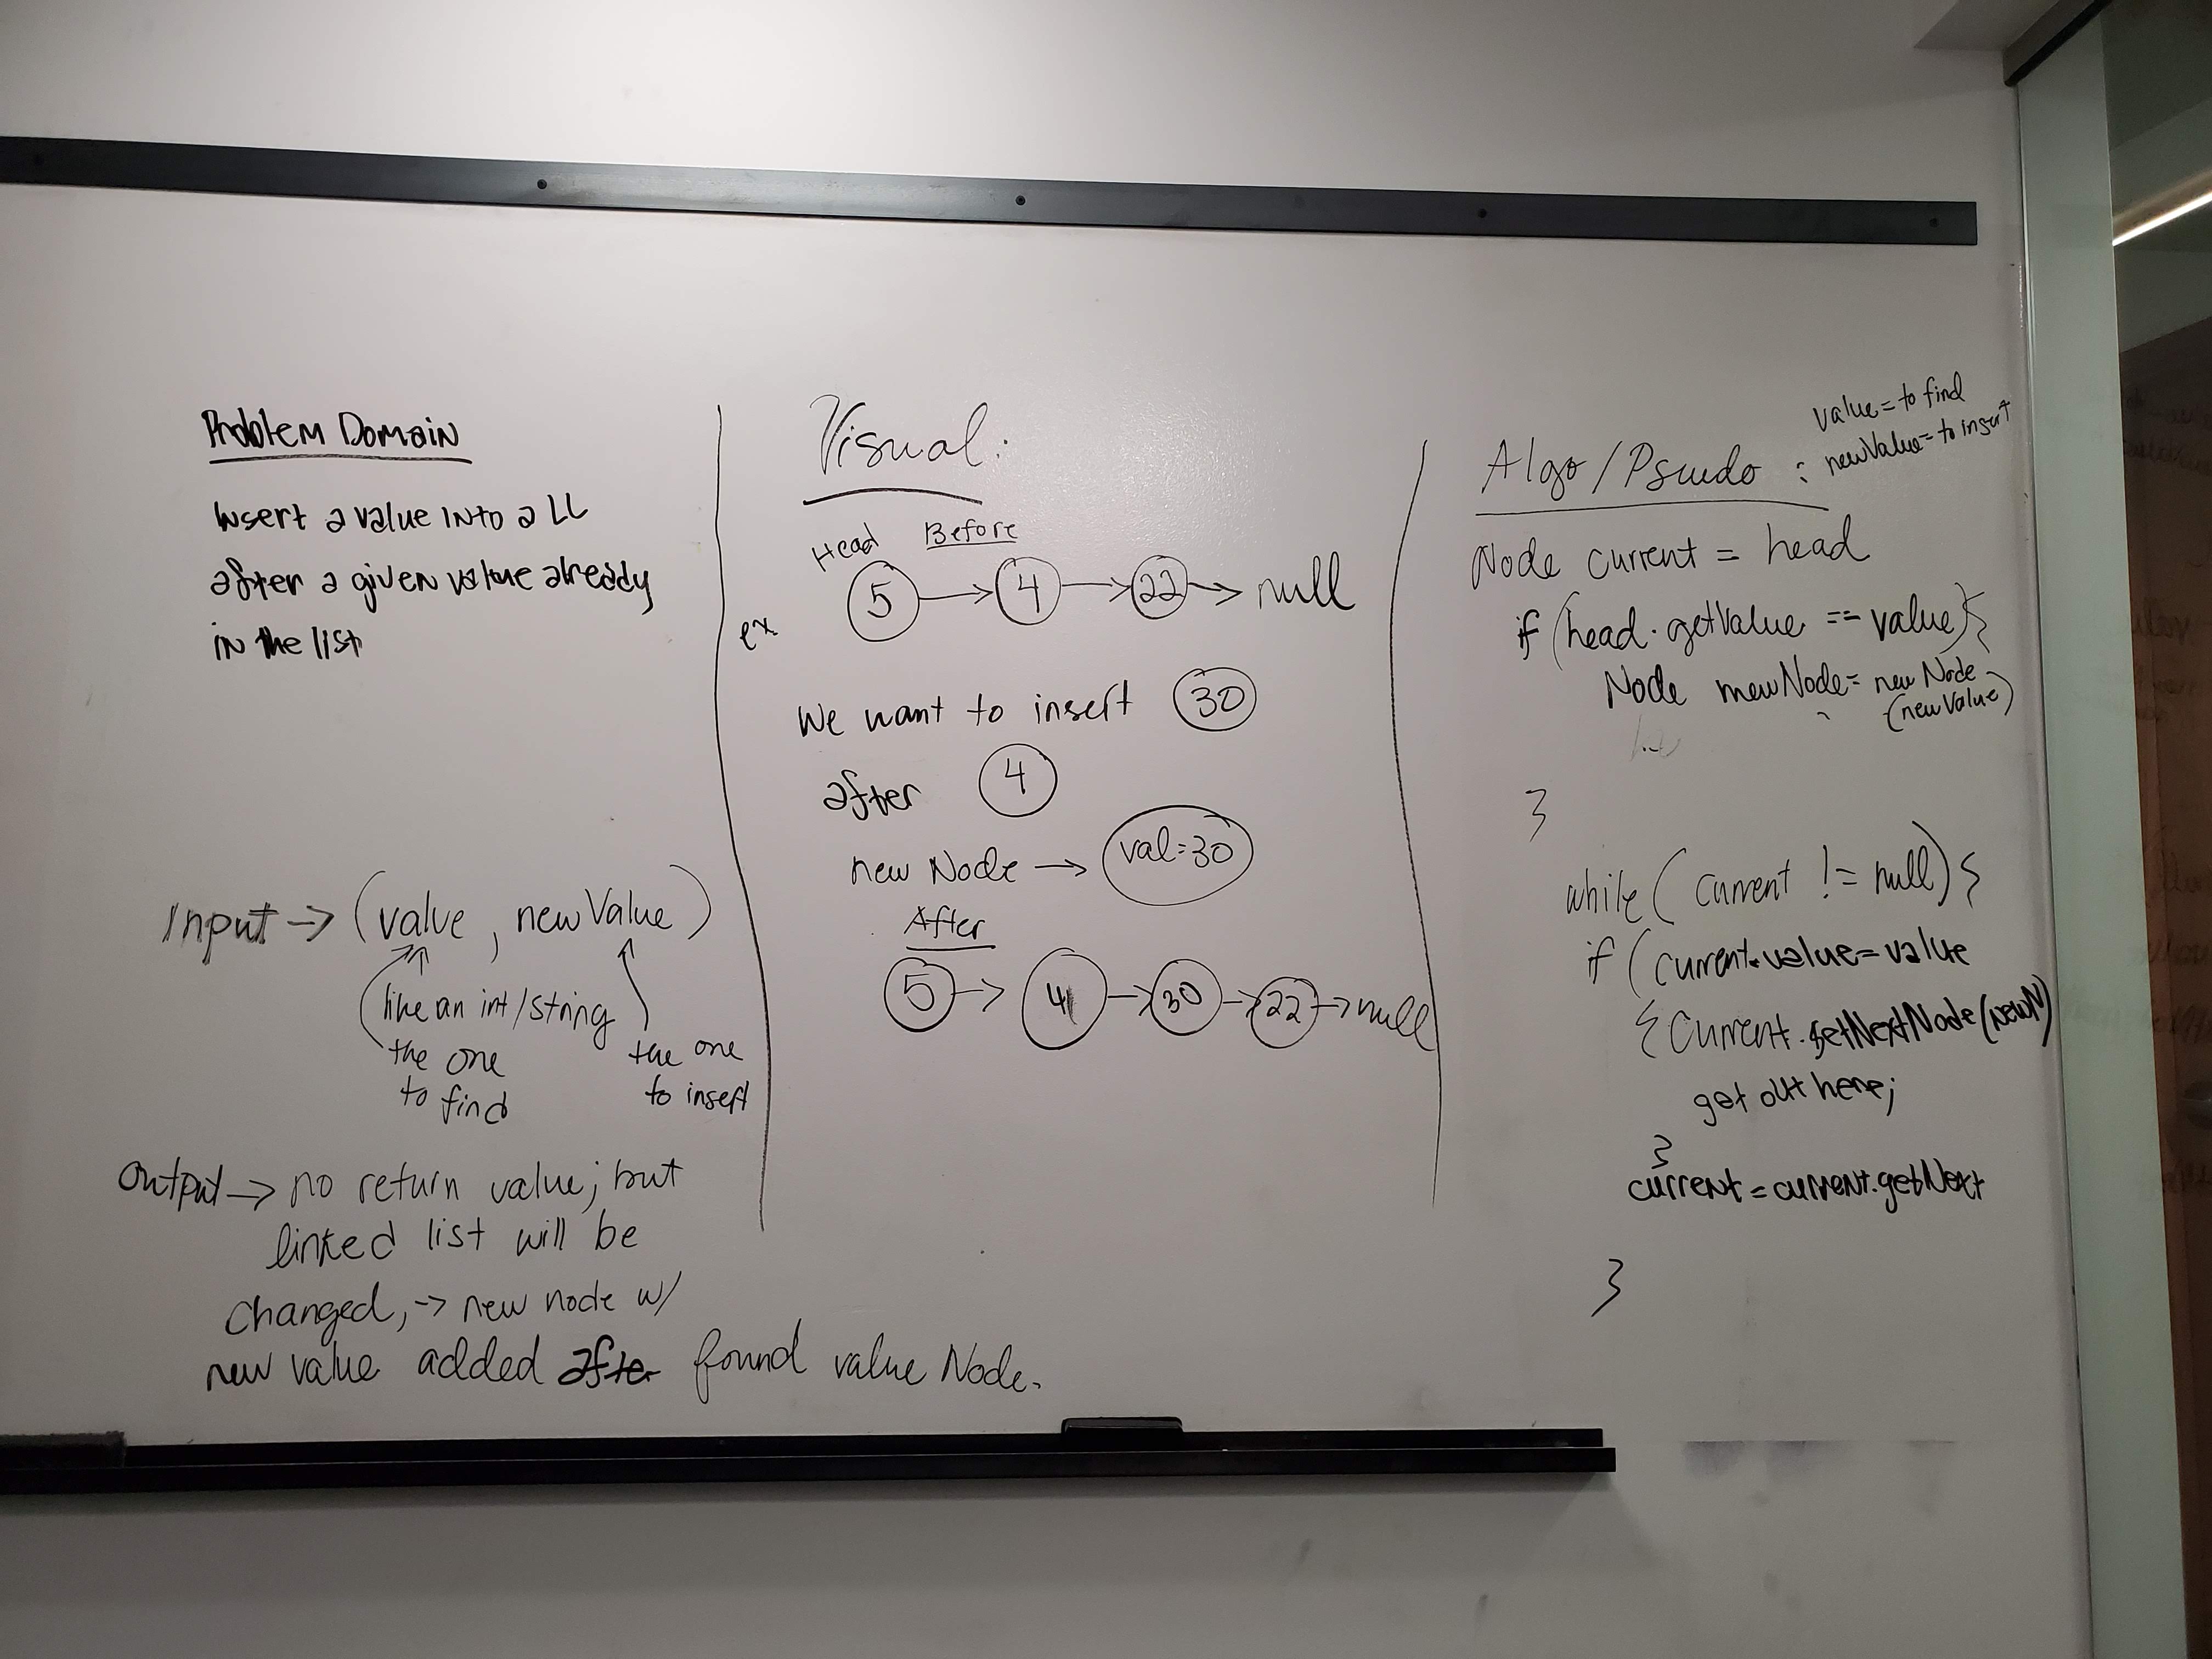 Problem Domain
Insert a value into a LL
after a given value already
in the list
Input -> (value, newValue)
like an int/string
the one
to find
the one
to insert
Output -> no return value; but
linked list will be
changed, -> new node w/
new value added after found value Node.
Visual:
Head Before
5 -> 4 -> 22 -> null
ex
We want to insert 30
after 4
new Node -> val=30
After
5 -> 4 -> 30 -> 22 -> null
value = to find
newValue = to insert
Algo/Psuedo :
Node current = head
if (head.getValue == value) {
Node newNode = new Node
(newValue)
}
while ( current != null) {
if (current.value = value
{ Current.setNextNode(newN)
get out here;
}
current = current.getNext
}